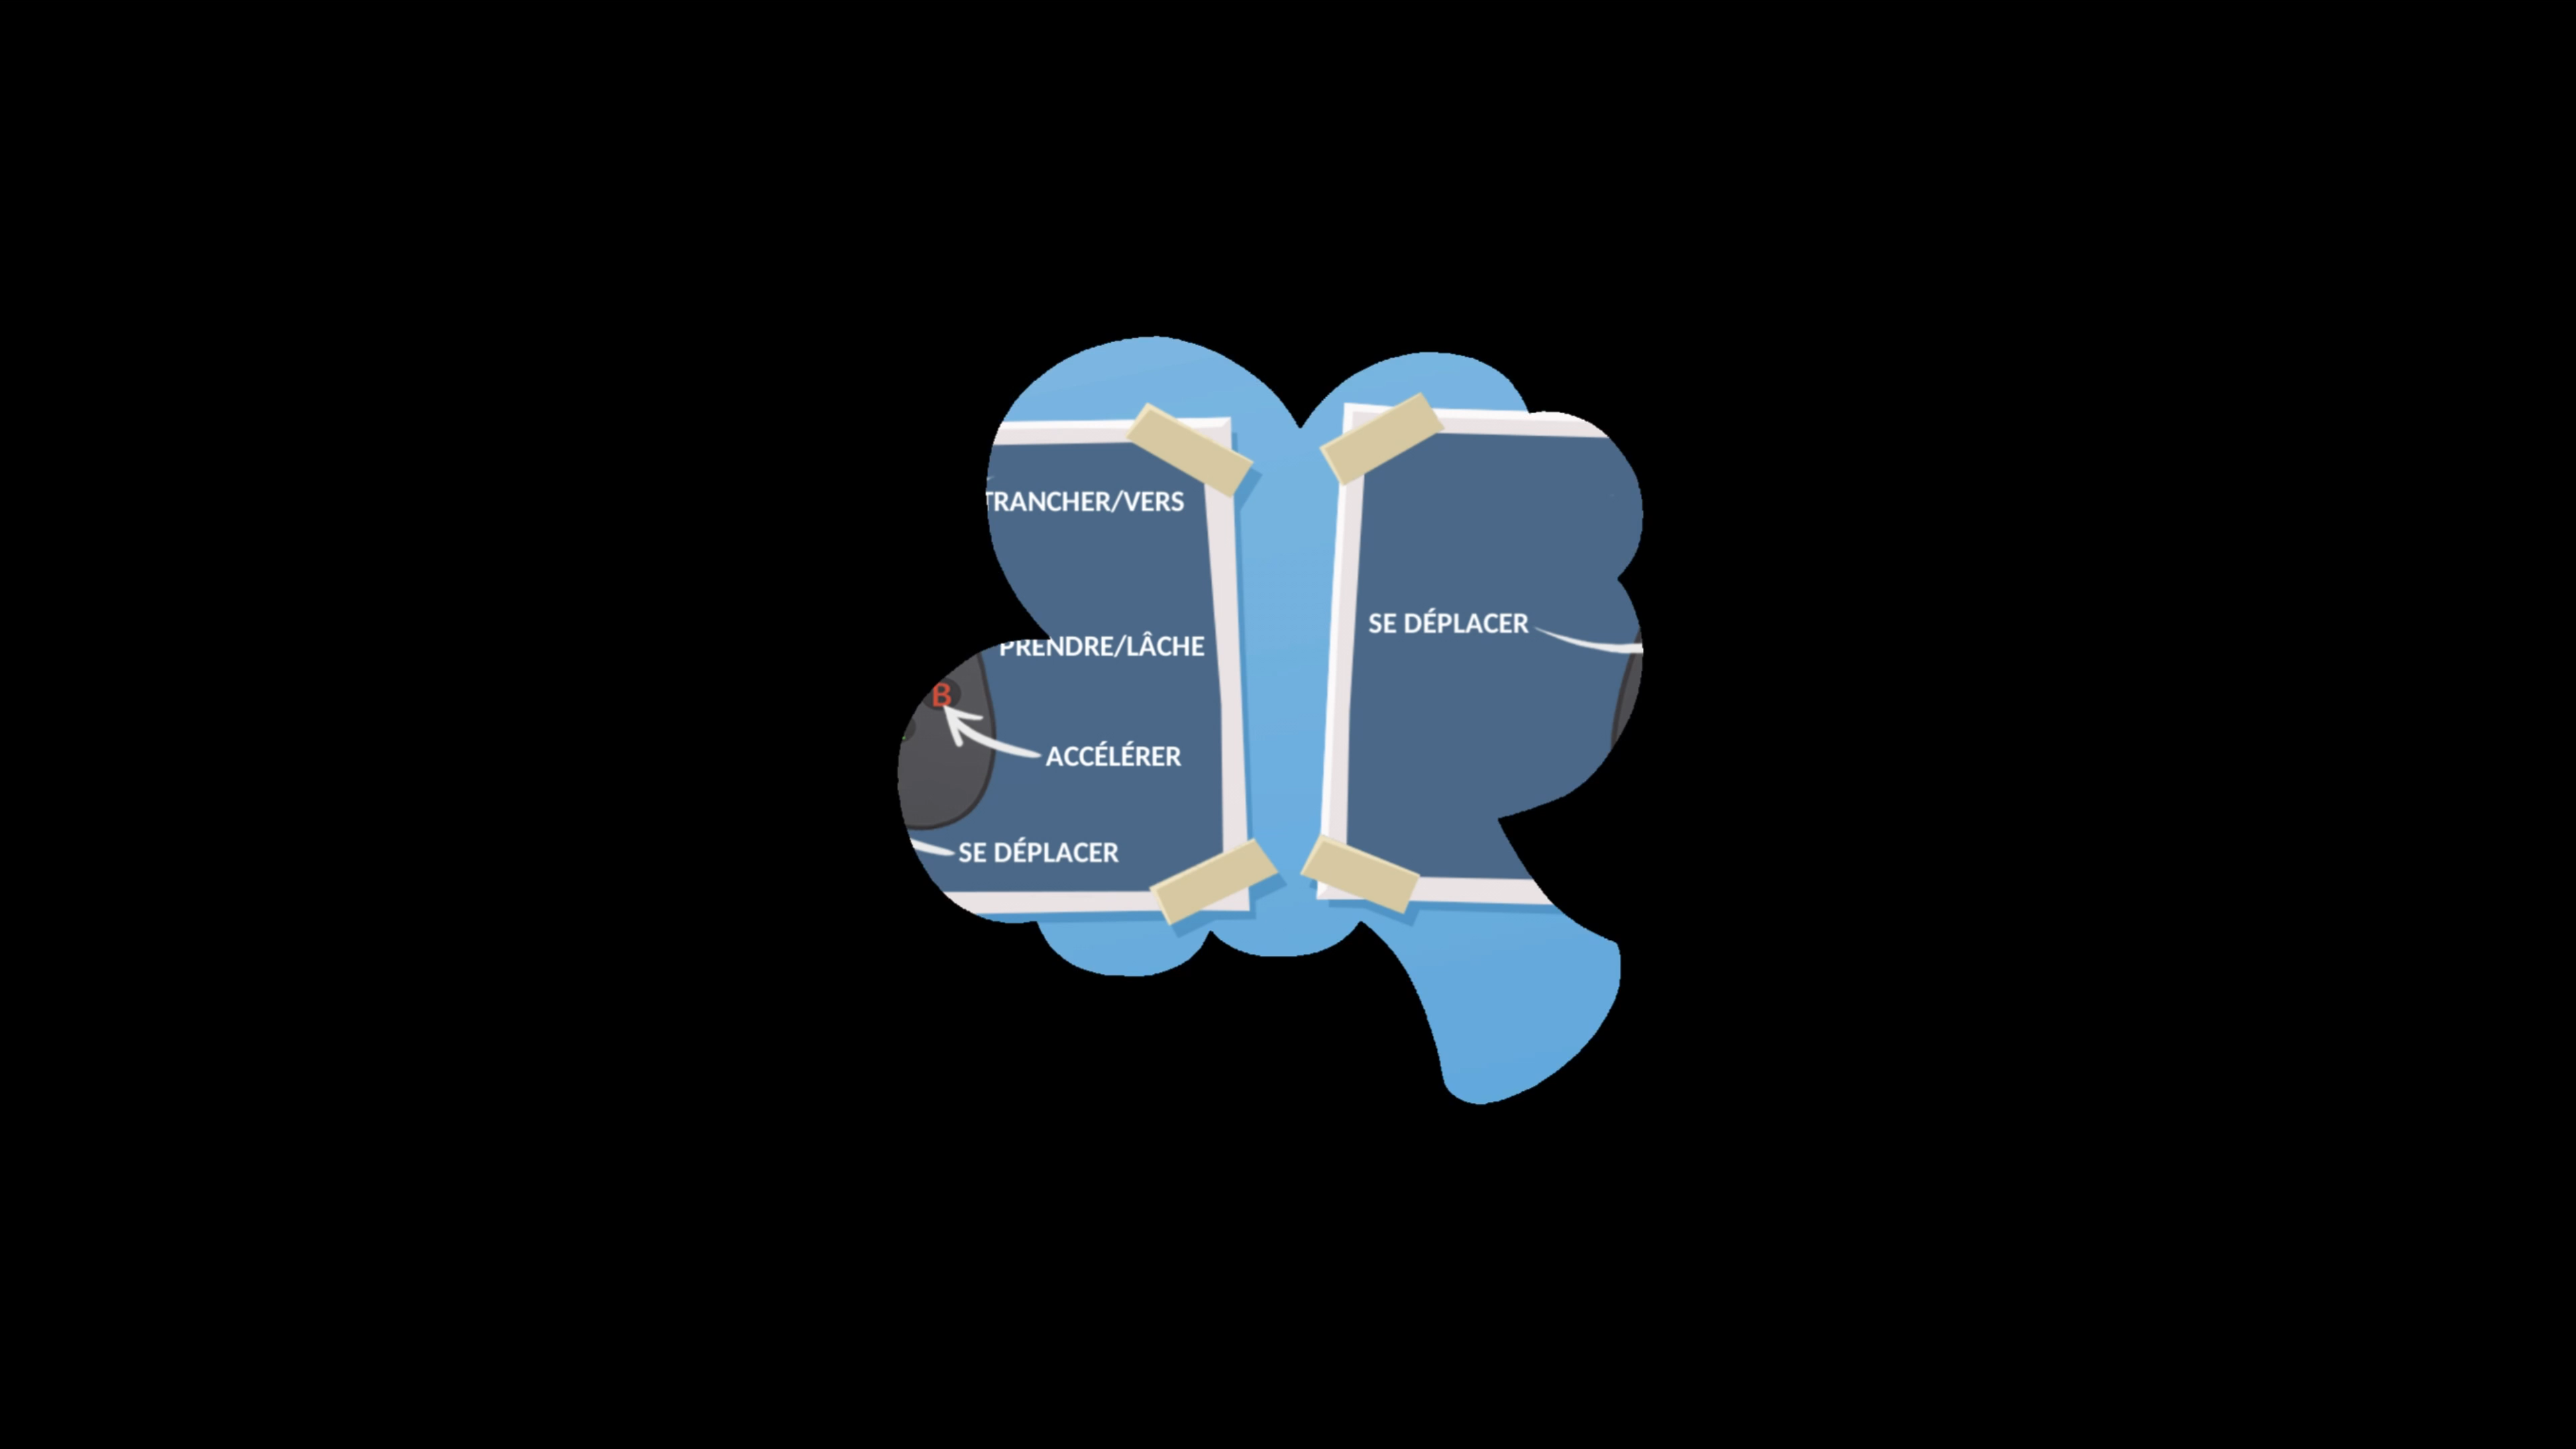 TRANCHER/VERS
PRENDRE/LÂCHE
B
ACCÉLÉRER
SE DÉPLACER
SE DÉPLACER